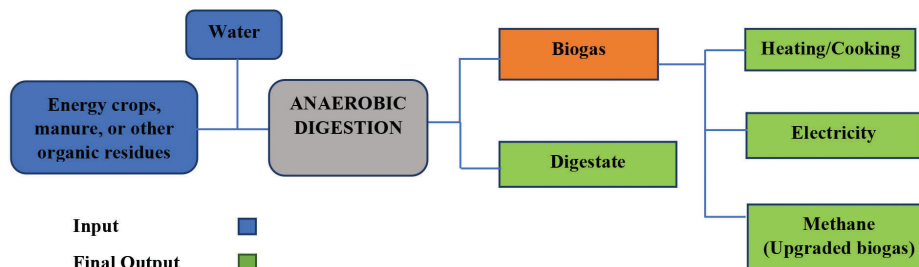 Water
Energy crops,
manure, or other
organic residues
ANAEROBIC
DIGESTION
Biogas
Digestate
Heating/Cooking
Electricity
Methane
(Upgraded biogas)
Input
Final Output